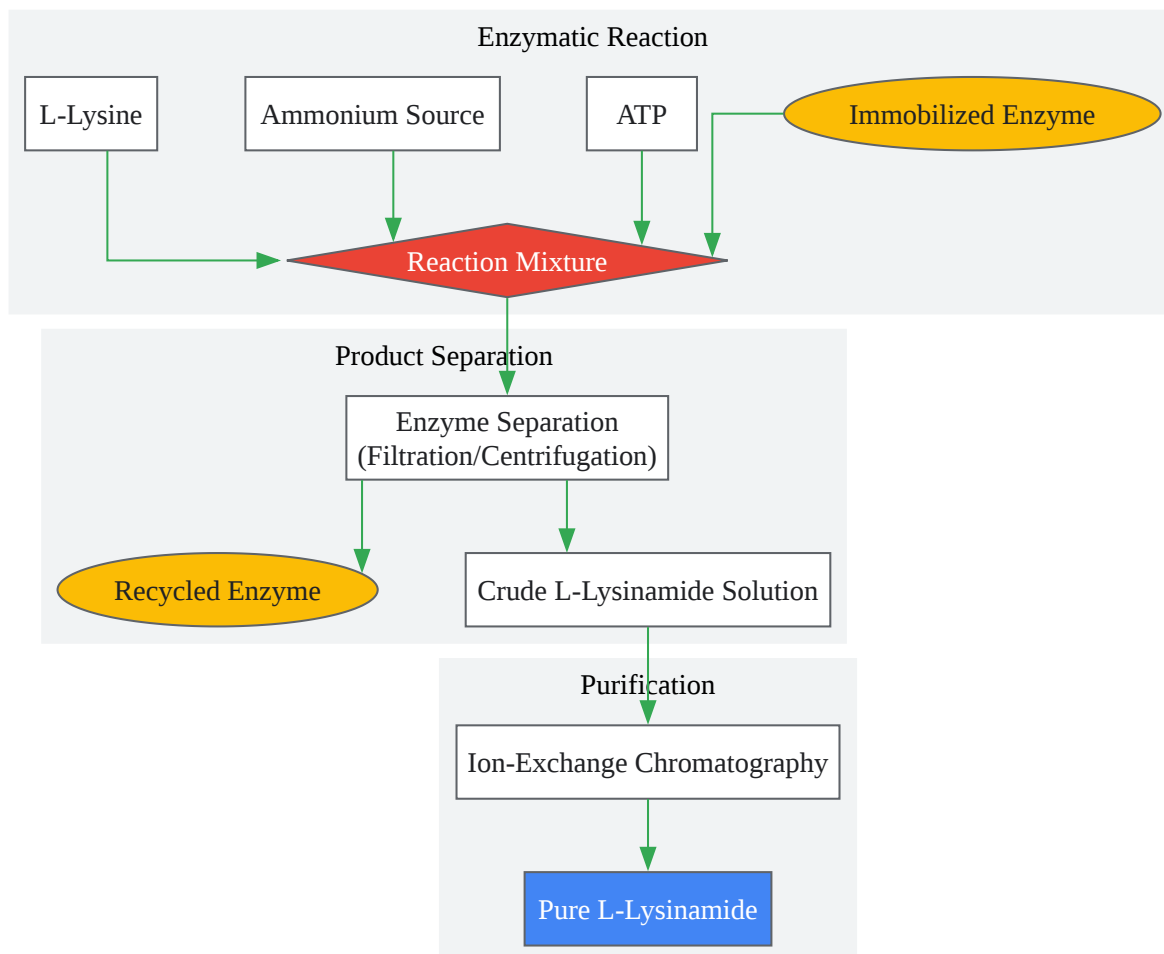 Enzymatic Reaction
L-Lysine
Ammonium Source
ATP
Immobilized Enzyme
Reaction Mixture
Product Separation
Enzyme Separation
(Filtration/Centrifugation)
Recycled Enzyme
Crude L-Lysinamide Solution
Purification
Ion-Exchange Chromatography
Pure L-Lysinamide